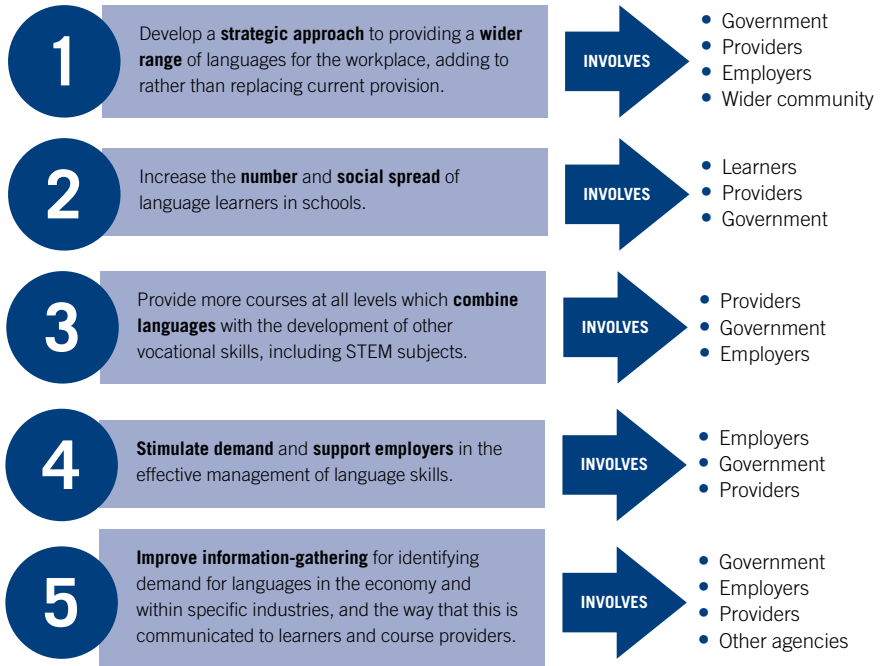 1
Develop a strategic approach to providing a wider
range of languages for the workplace, adding to
rather than replacing current provision.
INVOLVES
• Government
• Providers
• Employers
• Wider community
2
Increase the number and social spread of
language learners in schools.
INVOLVES
• Learners
• Providers
• Government
3
Provide more courses at all levels which combine
languages with the development of other
vocational skills, including STEM subjects.
INVOLVES
• Providers
• Government
• Employers
4
Stimulate demand and support employers in the
effective management of language skills.
INVOLVES
• Employers
• Government
• Providers
5
Improve information-gathering for identifying
demand for languages in the economy and
within specific industries, and the way that this is
communicated to learners and course providers.
INVOLVES
• Government
• Employers
• Providers
• Other agencies